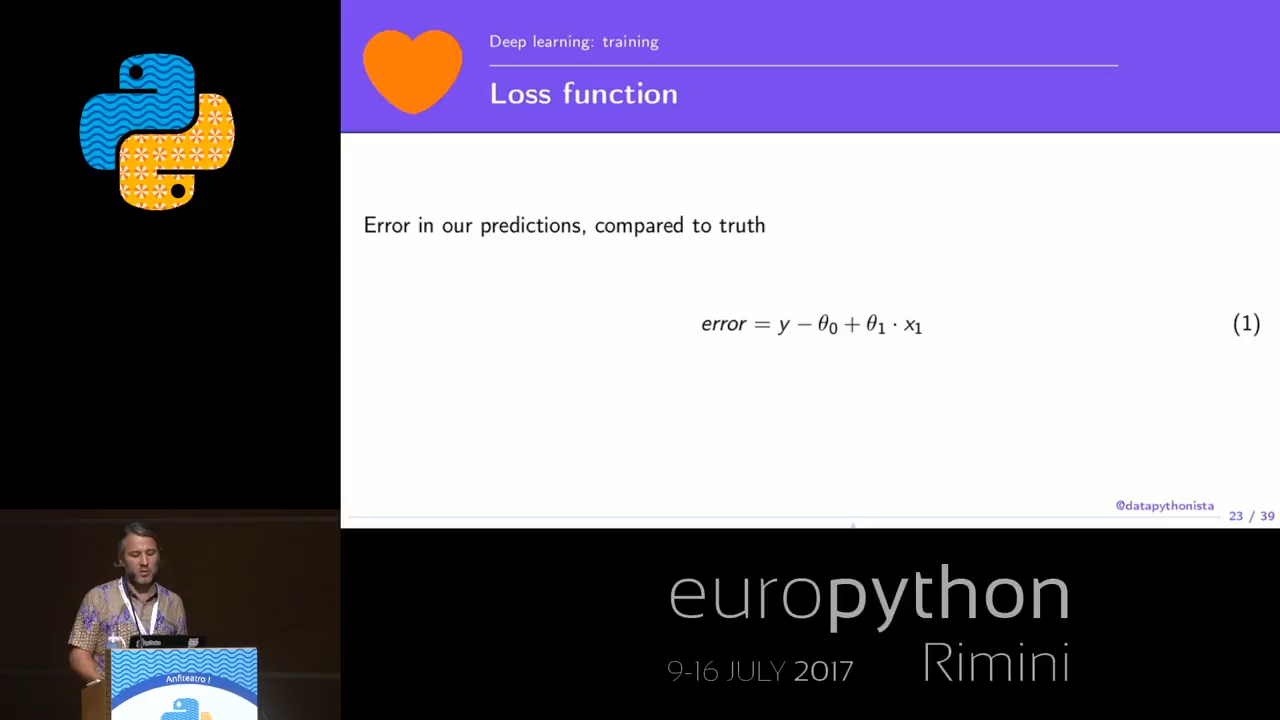 Deep learning: training
Loss function
Error in our predictions, compared to truth
error = y − θ₀ + θ₁ · x₁ (1)
@datapythonista
23 / 39
europython
9-16 JULY 2017 Rimini
Anfiteatro !